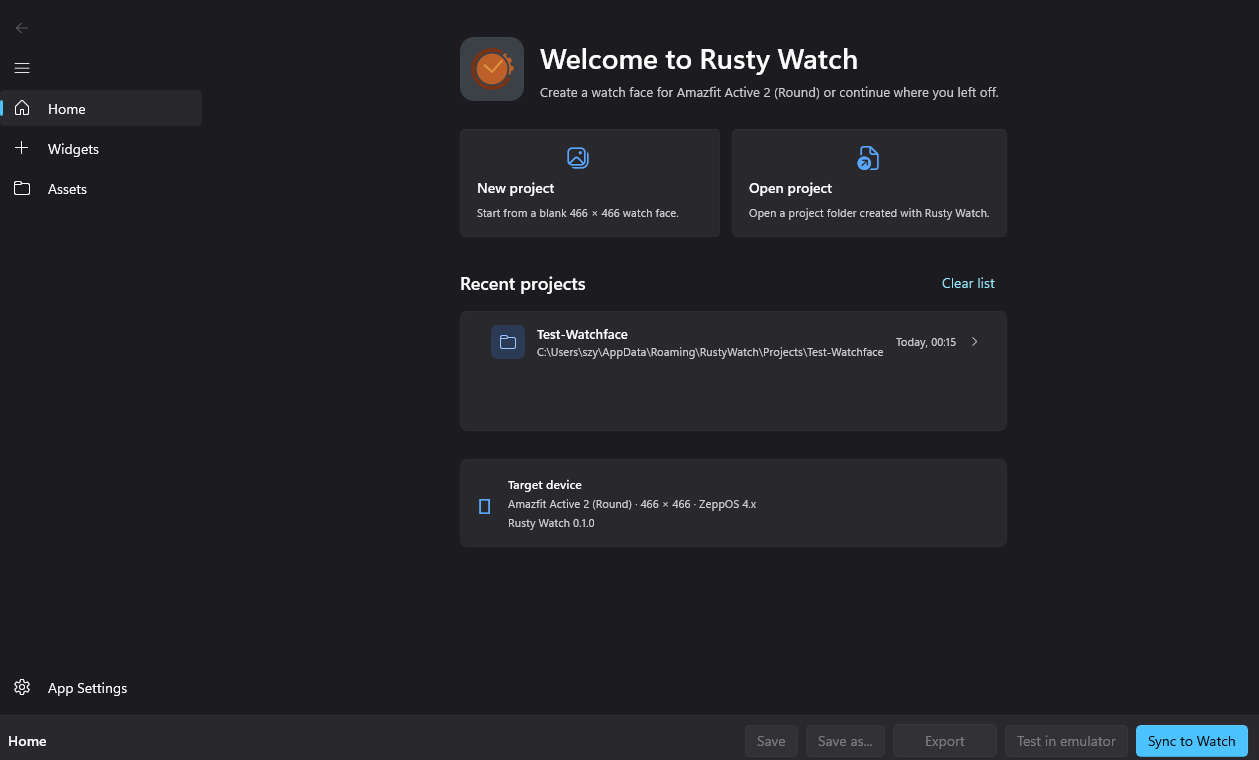 Welcome to Rusty Watch
Create a watch face for Amazfit Active 2 (Round) or continue where you left off.
Home
Widgets
Assets
New project
Start from a blank 466 × 466 watch face.
Open project
Open a project folder created with Rusty Watch.
Recent projects
Clear list
Test-Watchface
C:\Users\szy\AppData\Roaming\RustyWatch\Projects\Test-Watchface
Today, 00:15
Target device
Amazfit Active 2 (Round) · 466 × 466 · ZeppOS 4.x
Rusty Watch 0.1.0
App Settings
Home
Save
Save as...
Export
Test in emulator
Sync to Watch